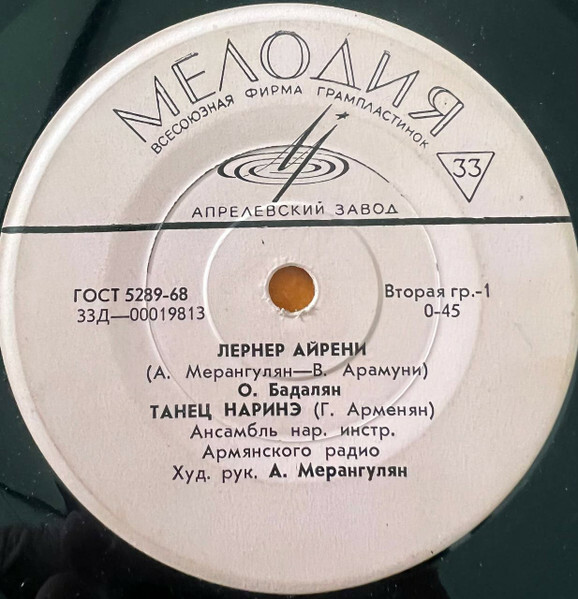 МЕЛОДИЯ
ВСЕСОЮЗНАЯ ФИРМА ГРАМПЛАСТИНОК
33
АПРЕЛЕВСКИЙ ЗАВОД
ГОСТ 5289-68
33Д—00019813
Вторая гр.-1
0-45
ЛЕРНЕР АЙРЕНИ
(А. Мерангулян—В. Арамуни)
О. Бадалян
ТАНЕЦ НАРИНЭ (Г. Арменян)
Ансамбль нар. инстр.
Армянского радио
Худ. рук. А. Мерангулян